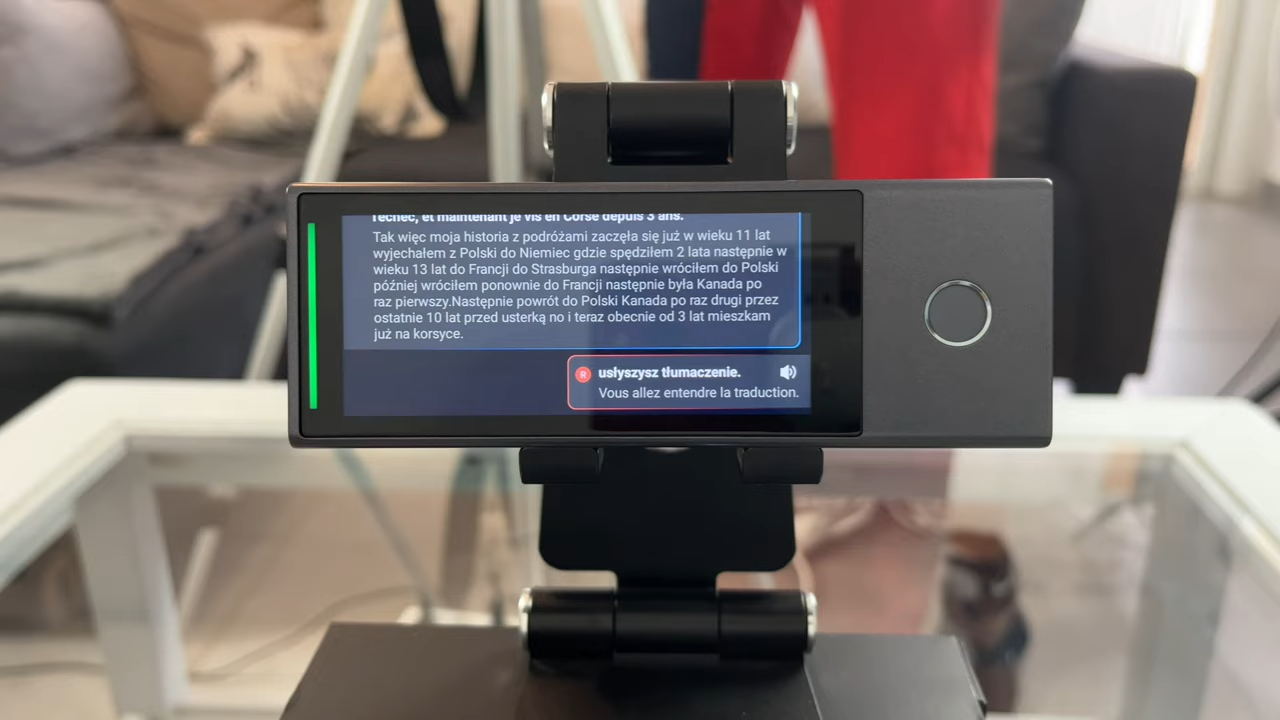 l'échec, et maintenant je vis en Corse depuis 3 ans.
Tak więc moja historia z podróżami zaczęła się już w wieku 11 lat
wyjechałem z Polski do Niemiec gdzie spędziłem 2 lata następnie w
wieku 13 lat do Francji do Strasburga następnie wróciłem do Polski
później wróciłem ponownie do Francji następnie była Kanada po
raz pierwszy.Następnie powrót do Polski Kanada po raz drugi przez
ostatnie 10 lat przed usterką no i teraz obecnie od 3 lat mieszkam
już na korsyce.
R usłyszysz tłumaczenie.
Vous allez entendre la traduction.